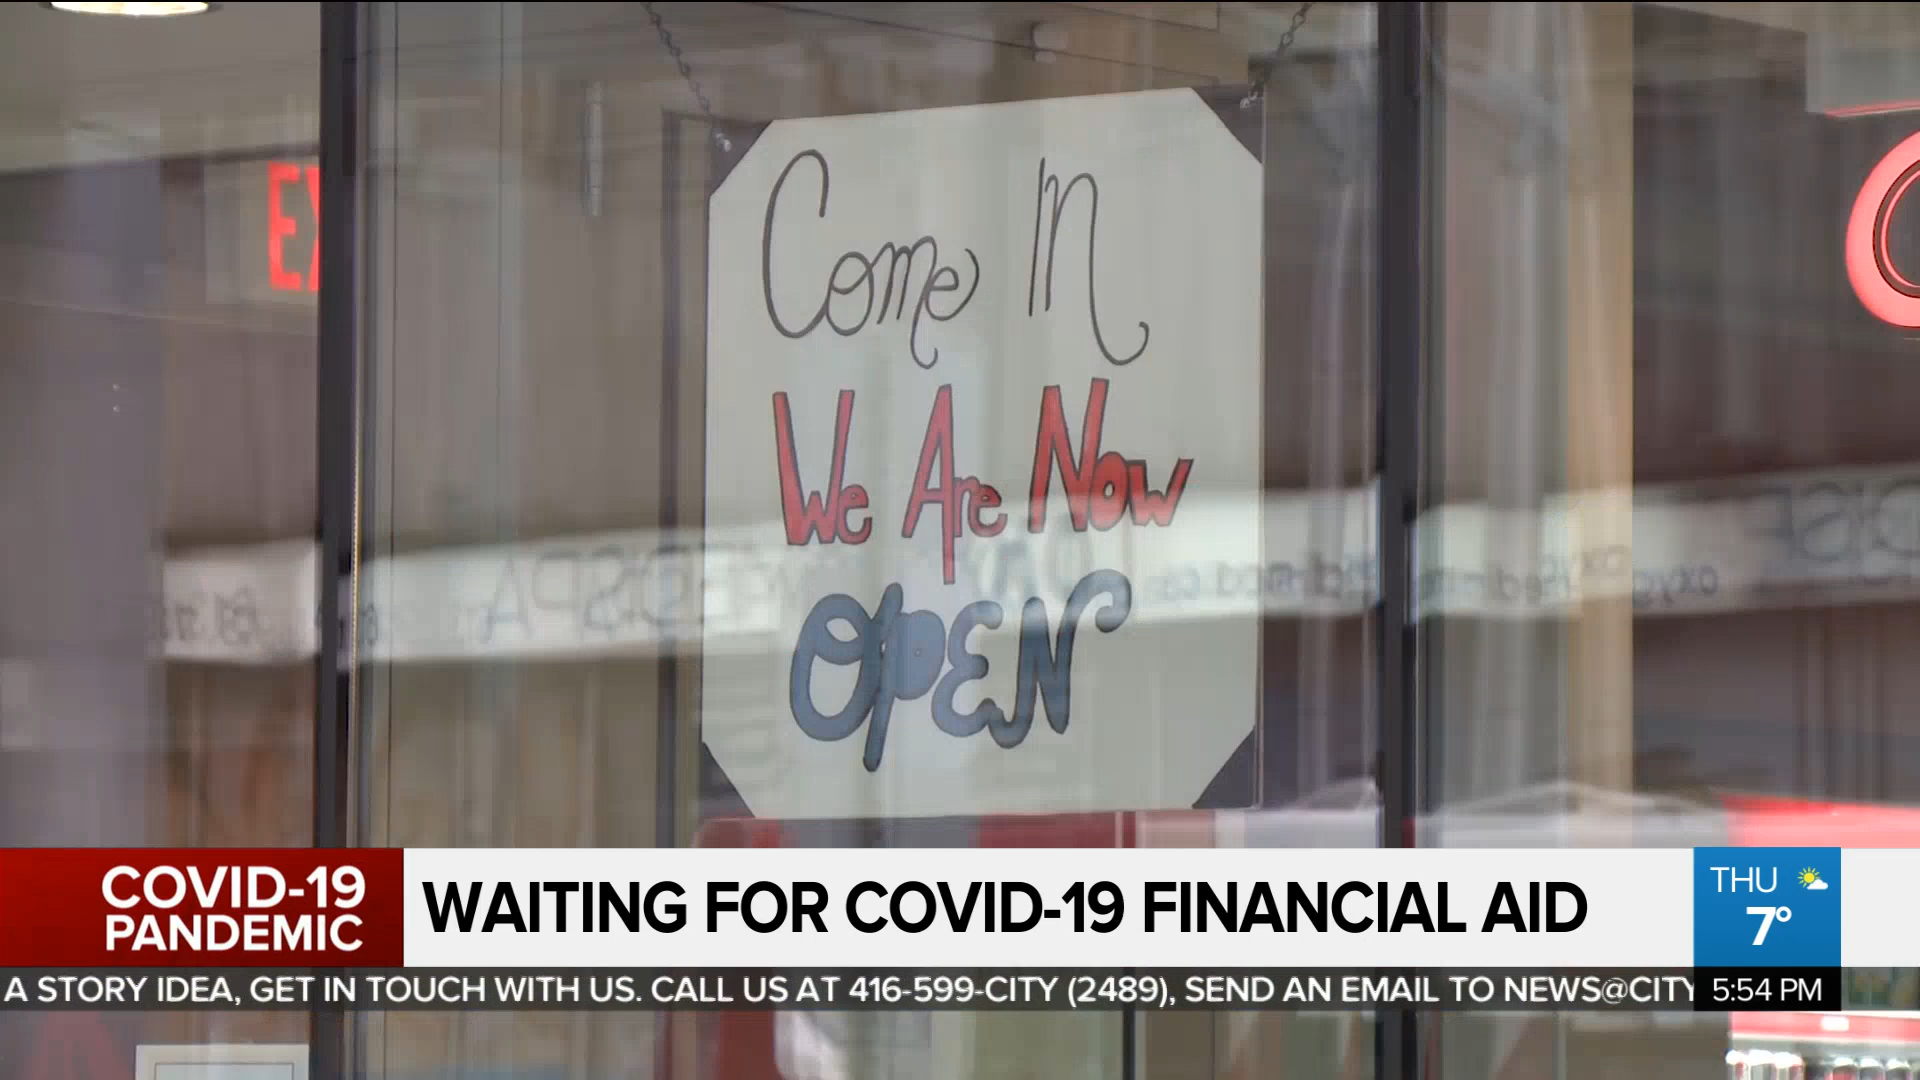 Come In
We Are Now
OPEN
COVID-19
PANDEMIC
WAITING FOR COVID-19 FINANCIAL AID
THU
7°
A STORY IDEA, GET IN TOUCH WITH US. CALL US AT 416-599-CITY (2489), SEND AN EMAIL TO NEWS@CITY
5:54 PM